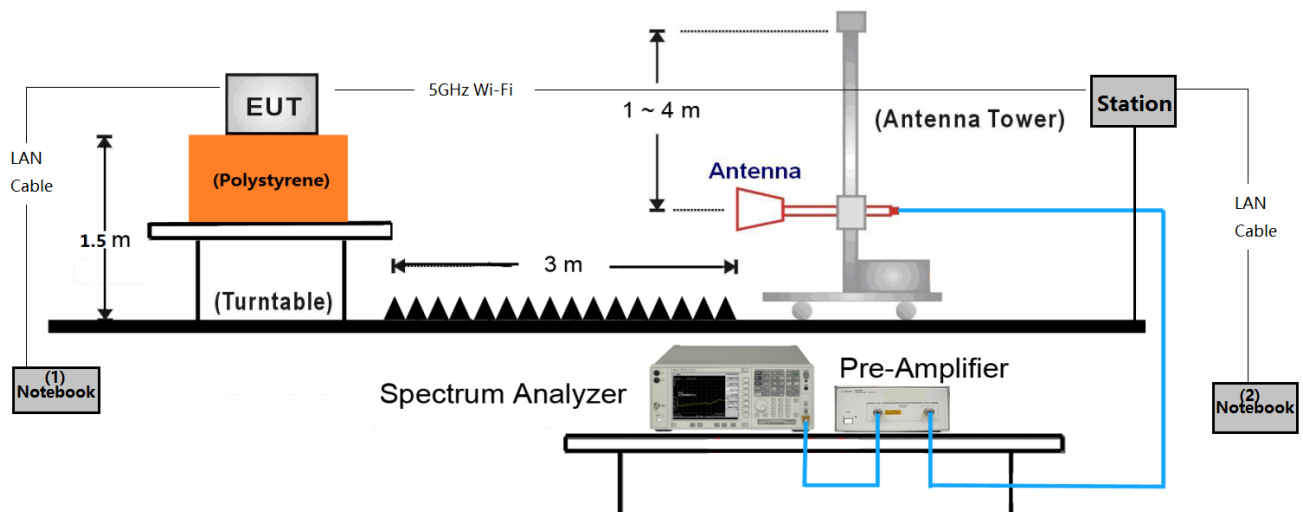 EUT
5GHz Wi-Fi
1 ~ 4 m
(Antenna Tower)
Station
LAN
Cable
(Polystyrene)
Antenna
LAN
Cable
1.5 m
3 m
(Turntable)
(1)
Notebook
Spectrum Analyzer
Pre-Amplifier
(2)
Notebook